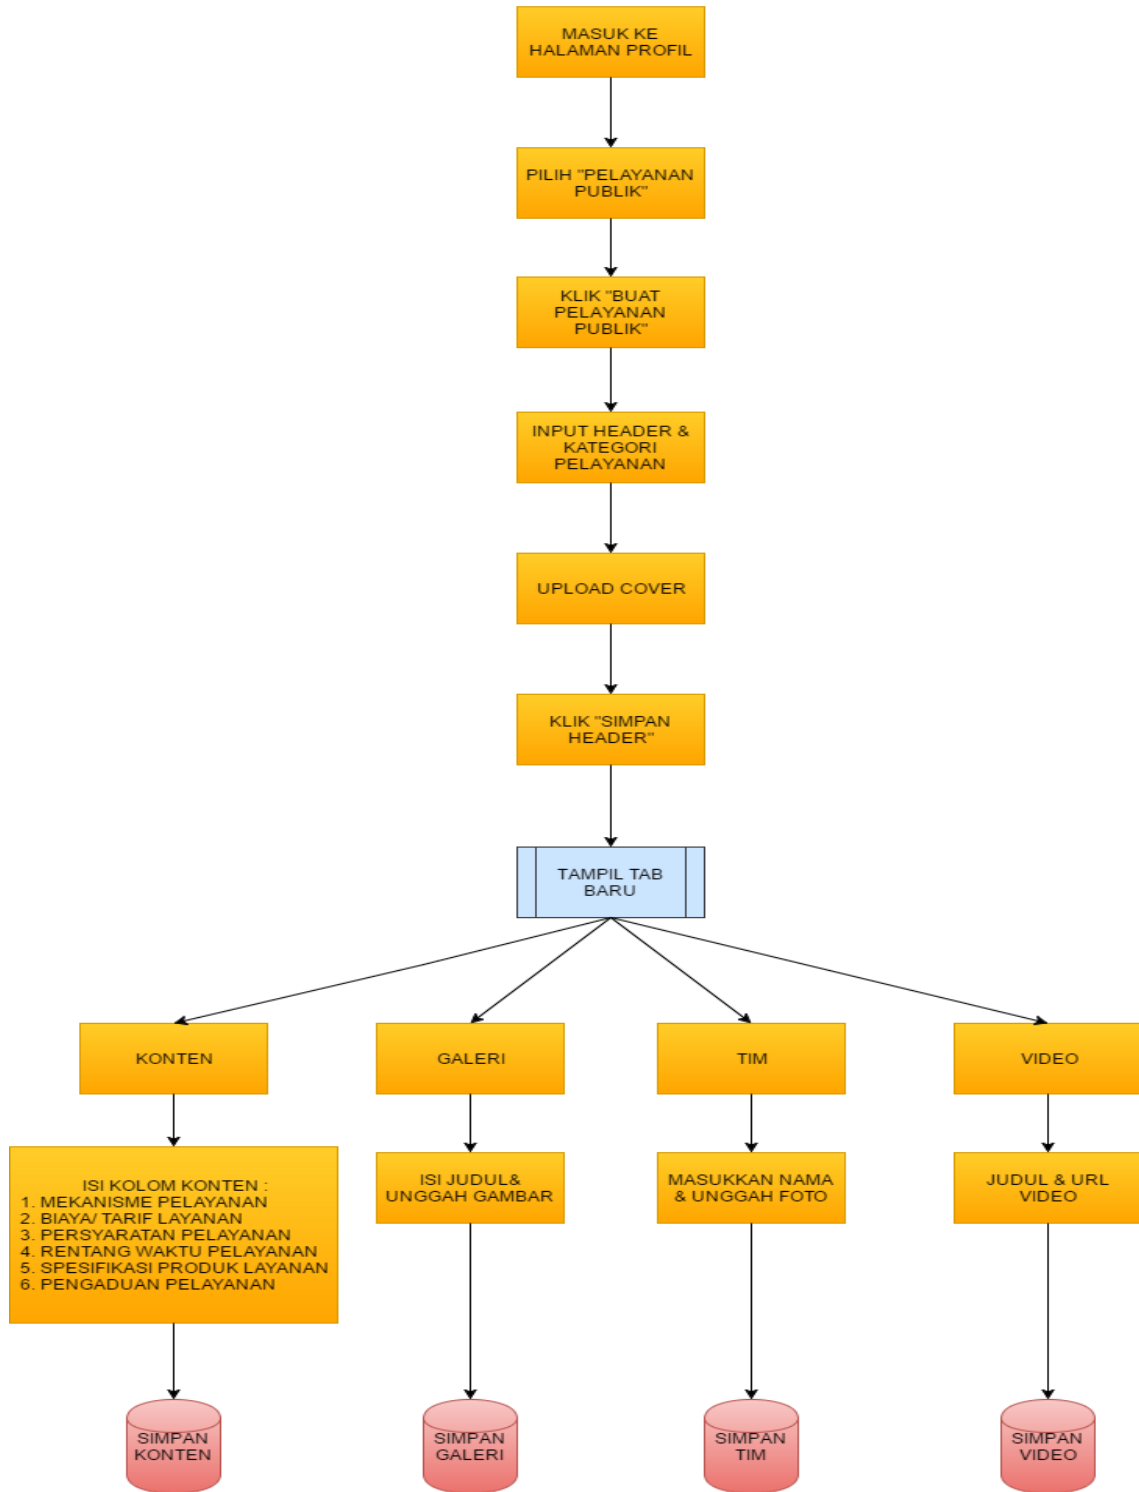 MASUK KE
HALAMAN PROFIL
PILIH "PELAYANAN
PUBLIK"
KLIK "BUAT
PELAYANAN
PUBLIK"
INPUT HEADER &
KATEGORI
PELAYANAN
UPLOAD COVER
KLIK "SIMPAN
HEADER"
TAMPIL TAB
BARU
KONTEN
GALERI
TIM
VIDEO
ISI KOLOM KONTEN :
1. MEKANISME PELAYANAN
2. BIAYA/ TARIF LAYANAN
3. PERSYARATAN PELAYANAN
4. RENTANG WAKTU PELAYANAN
5. SPESIFIKASI PRODUK LAYANAN
6. PENGADUAN PELAYANAN
ISI JUDUL&
UNGGAH GAMBAR
MASUKKAN NAMA
& UNGGAH FOTO
JUDUL & URL
VIDEO
SIMPAN
KONTEN
SIMPAN
GALERI
SIMPAN
TIM
SIMPAN
VIDEO